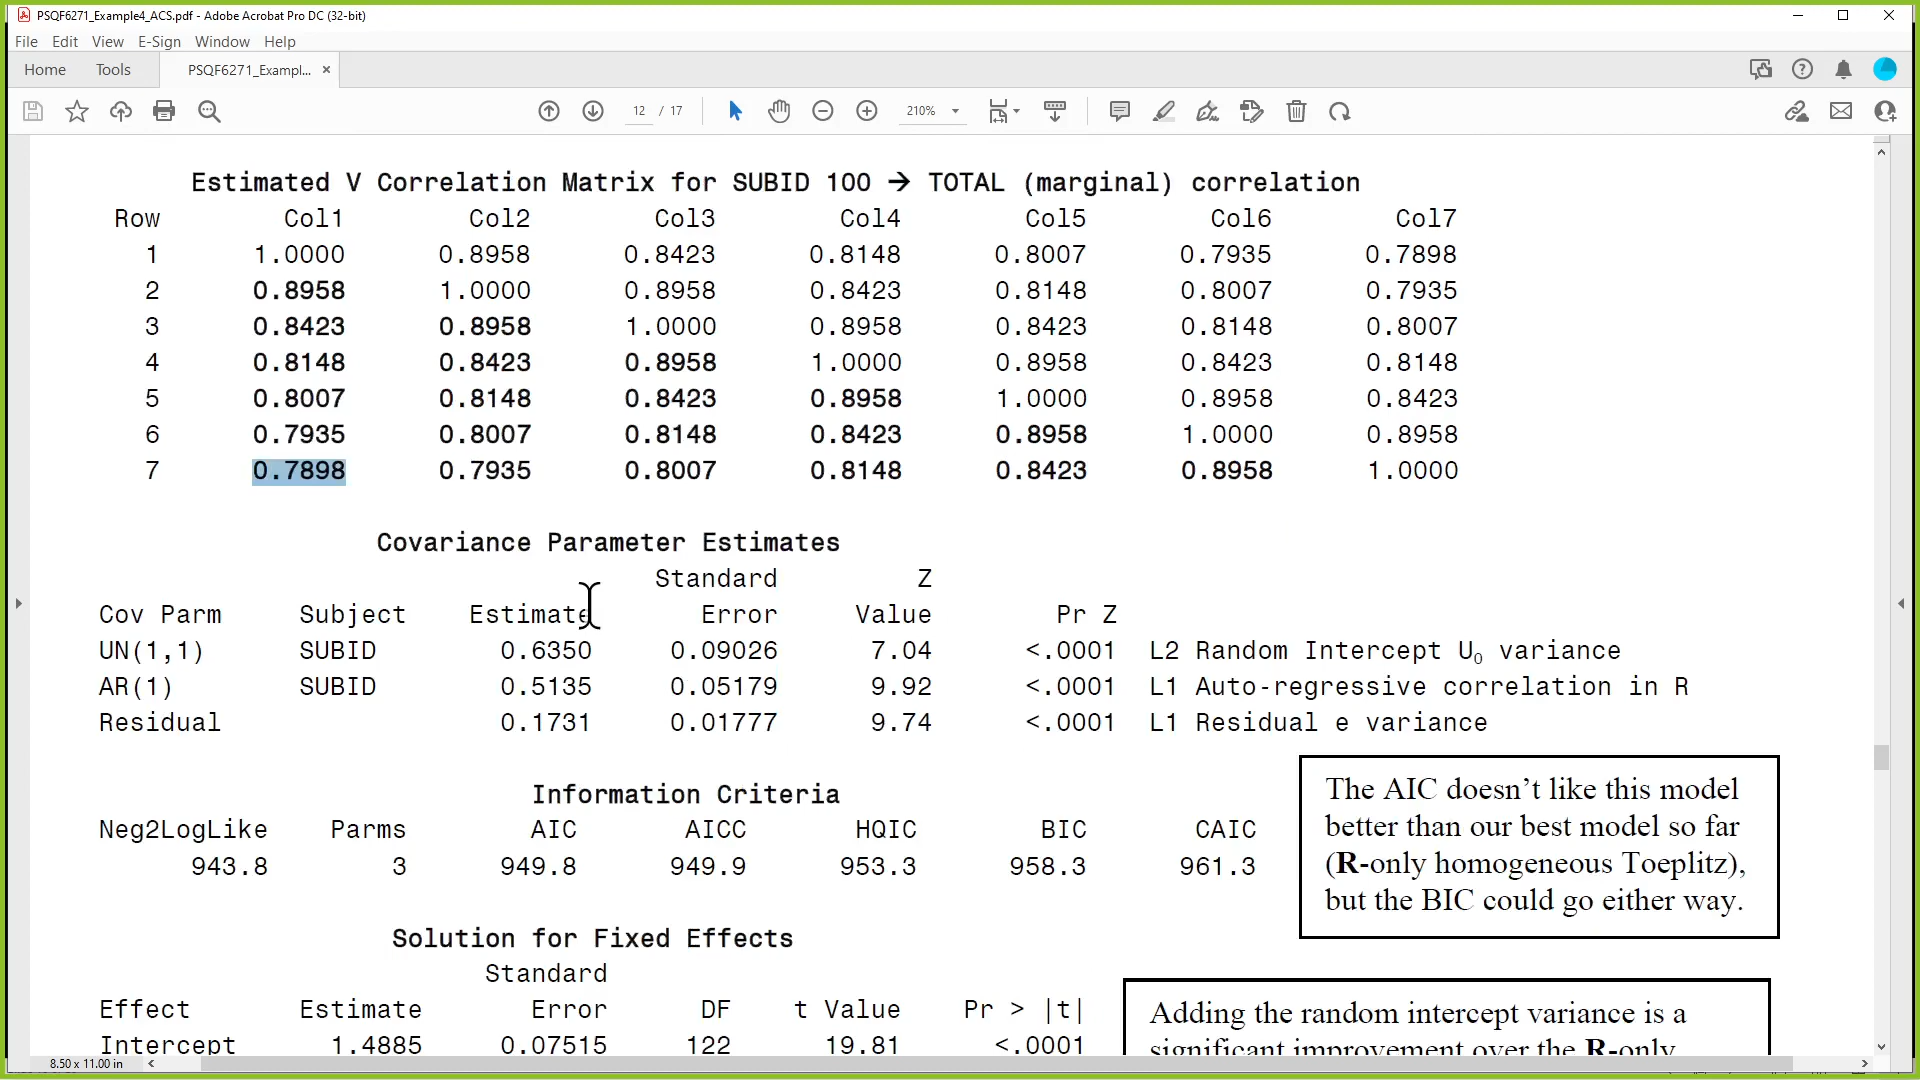 PSQF6271_Example4_ACS.pdf - Adobe Acrobat Pro DC (32-bit)
File Edit View E-Sign Window Help
Home Tools PSQF6271_Exampl... ×
12 / 17 210%
Estimated V Correlation Matrix for SUBID 100 → TOTAL (marginal) correlation
Row Col1 Col2 Col3 Col4 Col5 Col6 Col7
1 1.0000 0.8958 0.8423 0.8148 0.8007 0.7935 0.7898
2 0.8958 1.0000 0.8958 0.8423 0.8148 0.8007 0.7935
3 0.8423 0.8958 1.0000 0.8958 0.8423 0.8148 0.8007
4 0.8148 0.8423 0.8958 1.0000 0.8958 0.8423 0.8148
5 0.8007 0.8148 0.8423 0.8958 1.0000 0.8958 0.8423
6 0.7935 0.8007 0.8148 0.8423 0.8958 1.0000 0.8958
7 0.7898 0.7935 0.8007 0.8148 0.8423 0.8958 1.0000
Covariance Parameter Estimates
Standard Z
Cov Parm Subject Estimate Error Value Pr Z
UN(1,1) SUBID 0.6350 0.09026 7.04 <.0001 L2 Random Intercept U₀ variance
AR(1) SUBID 0.5135 0.05179 9.92 <.0001 L1 Auto-regressive correlation in R
Residual 0.1731 0.01777 9.74 <.0001 L1 Residual e variance
Information Criteria
Neg2LogLike Parms AIC AICC HQIC BIC CAIC
943.8 3 949.8 949.9 953.3 958.3 961.3
The AIC doesn’t like this model
better than our best model so far
(R-only homogeneous Toeplitz),
but the BIC could go either way.
Solution for Fixed Effects
Standard
Effect Estimate Error DF t Value Pr > |t|
Intercept 1.4885 0.07515 122 19.81 <.0001
Adding the random intercept variance is a
significant improvement over the R-only
8.50 x 11.00 in